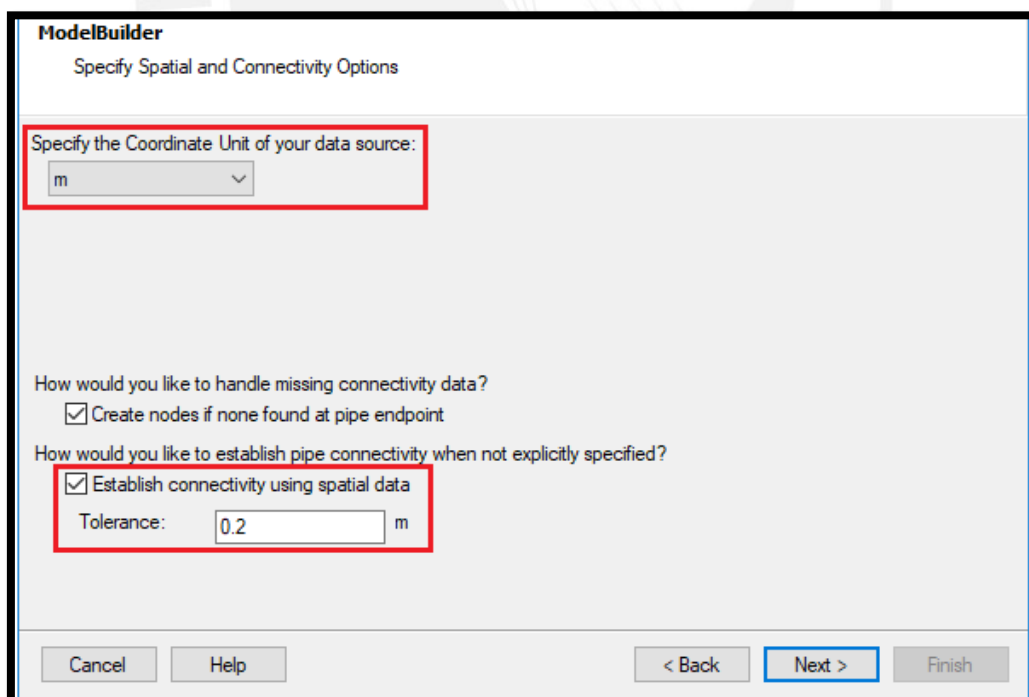 ModelBuilder
Specify Spatial and Connectivity Options
Specify the Coordinate Unit of your data source:
m
How would you like to handle missing connectivity data?
Create nodes if none found at pipe endpoint
How would you like to establish pipe connectivity when not explicitly specified?
Establish connectivity using spatial data
Tolerance: 0.2 m
Cancel Help < Back Next > Finish